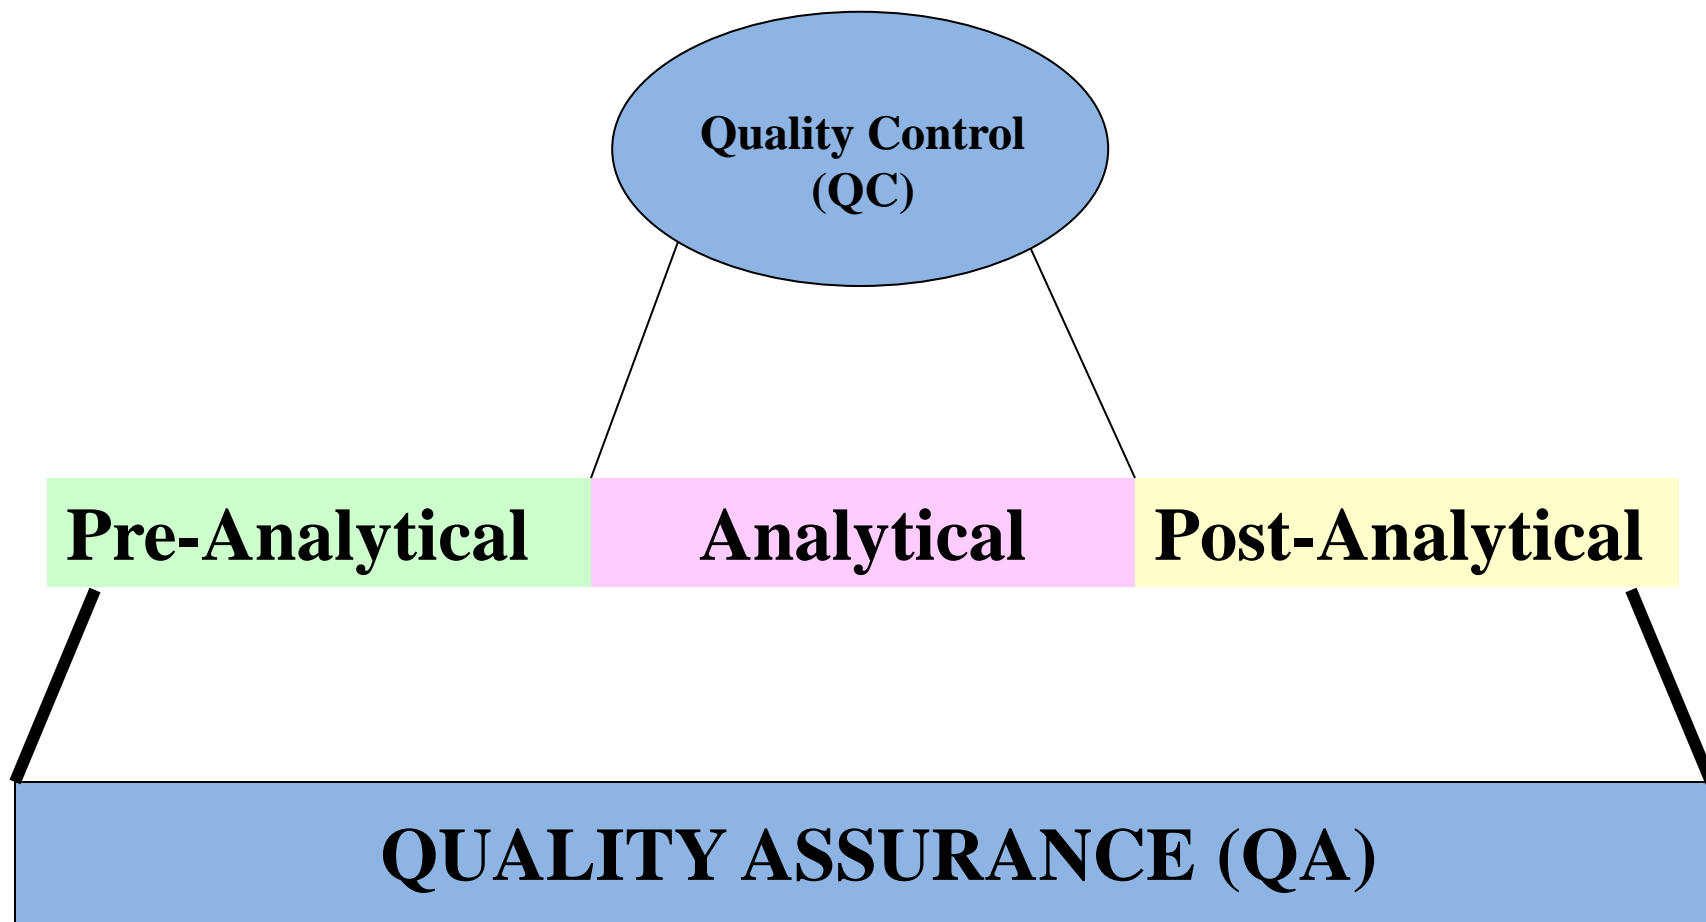 Quality Control
(QC)
Pre-Analytical
Analytical
Post-Analytical
QUALITY ASSURANCE (QA)